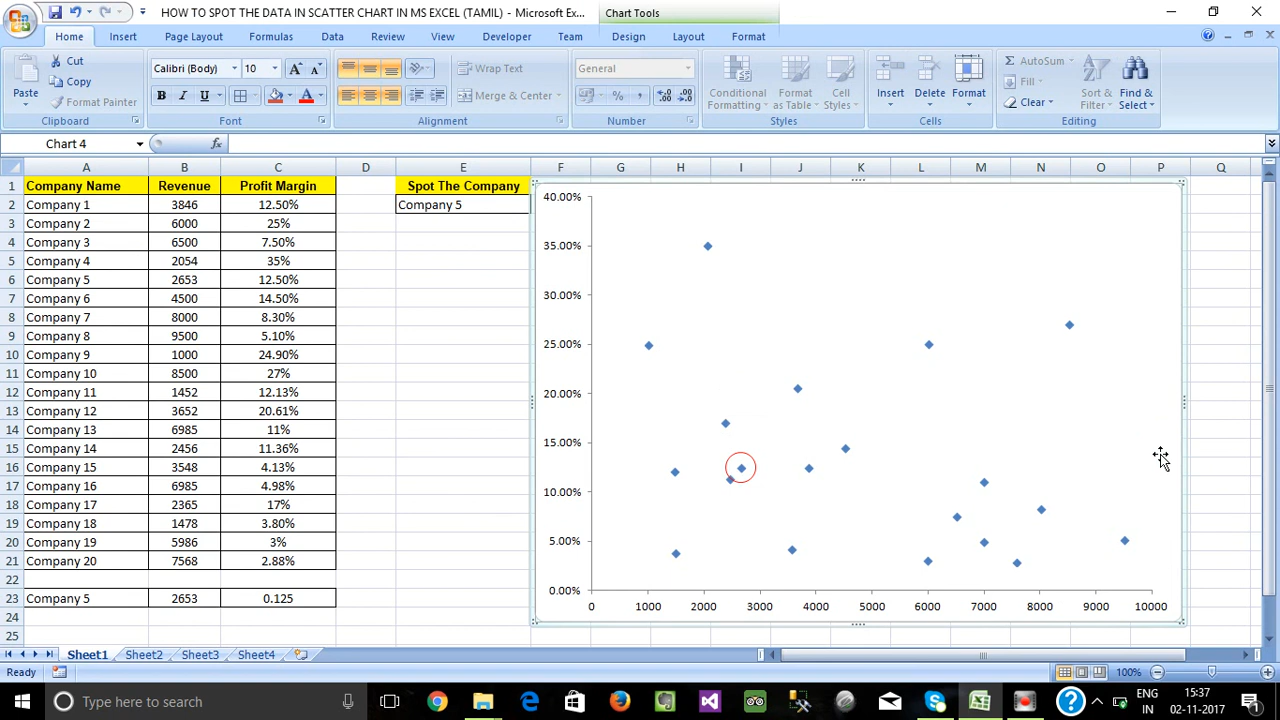 HOW TO SPOT THE DATA IN SCATTER CHART IN MS EXCEL (TAMIL) - Microsoft Ex... Chart Tools
Home Insert Page Layout Formulas Data Review View Developer Team Design Layout Format
Paste
Cut
Copy
Format Painter
Clipboard
Calibri (Body) 10
B I U
Font
Wrap Text
Merge & Center
Alignment
General
Number
Conditional Formatting
Format as Table
Cell Styles
Styles
Insert Delete Format
Cells
AutoSum
Fill
Clear
Sort & Filter
Find & Select
Editing
Chart 4 fx
A B C D E F G H I J K L M N O P Q
1 Company Name Revenue Profit Margin Spot The Company
2 Company 1 3846 12.50% Company 5
3 Company 2 6000 25%
4 Company 3 6500 7.50%
5 Company 4 2054 35%
6 Company 5 2653 12.50%
7 Company 6 4500 14.50%
8 Company 7 8000 8.30%
9 Company 8 9500 5.10%
10 Company 9 1000 24.90%
11 Company 10 8500 27%
12 Company 11 1452 12.13%
13 Company 12 3652 20.61%
14 Company 13 6985 11%
15 Company 14 2456 11.36%
16 Company 15 3548 4.13%
17 Company 16 6985 4.98%
18 Company 17 2365 17%
19 Company 18 1478 3.80%
20 Company 19 5986 3%
21 Company 20 7568 2.88%
22
23 Company 5 2653 0.125
24
25
40.00%
35.00%
30.00%
25.00%
20.00%
15.00%
10.00%
5.00%
0.00%
0 1000 2000 3000 4000 5000 6000 7000 8000 9000 10000
Sheet1 Sheet2 Sheet3 Sheet4
Ready 100%
Type here to search
ENG
IN
15:37
02-11-2017
1